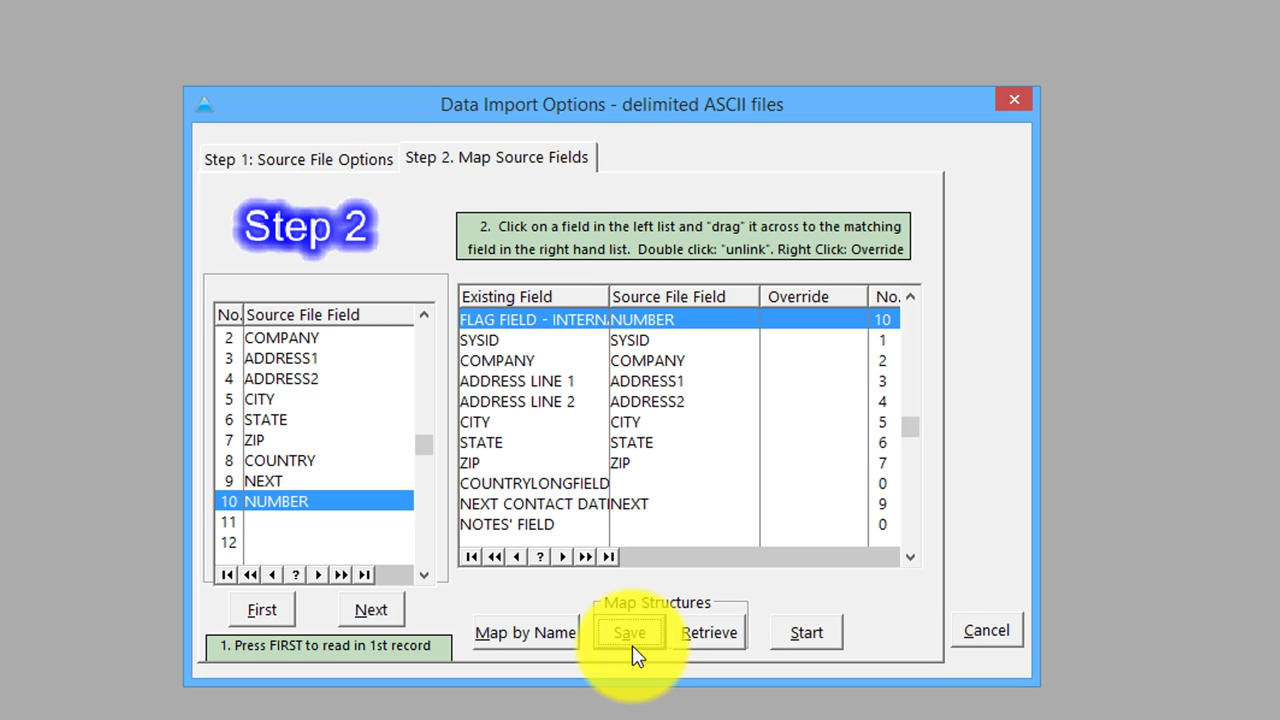 Data Import Options - delimited ASCII files
Step 1: Source File Options
Step 2. Map Source Fields
Step 2
2. Click on a field in the left list and "drag" it across to the matching
field in the right hand list. Double click: "unlink". Right Click: Override
No. Source File Field
2 COMPANY
3 ADDRESS1
4 ADDRESS2
5 CITY
6 STATE
7 ZIP
8 COUNTRY
9 NEXT
10 NUMBER
11
12
?
First
Next
1. Press FIRST to read in 1st record
Existing Field Source File Field Override No.
FLAG FIELD - INTERNA NUMBER 10
SYSID SYSID 1
COMPANY COMPANY 2
ADDRESS LINE 1 ADDRESS1 3
ADDRESS LINE 2 ADDRESS2 4
CITY CITY 5
STATE STATE 6
ZIP ZIP 7
COUNTRYLONGFIELD 0
NEXT CONTACT DATI NEXT 9
NOTES' FIELD 0
?
Map Structures
Map by Name
Save
Retrieve
Start
Cancel